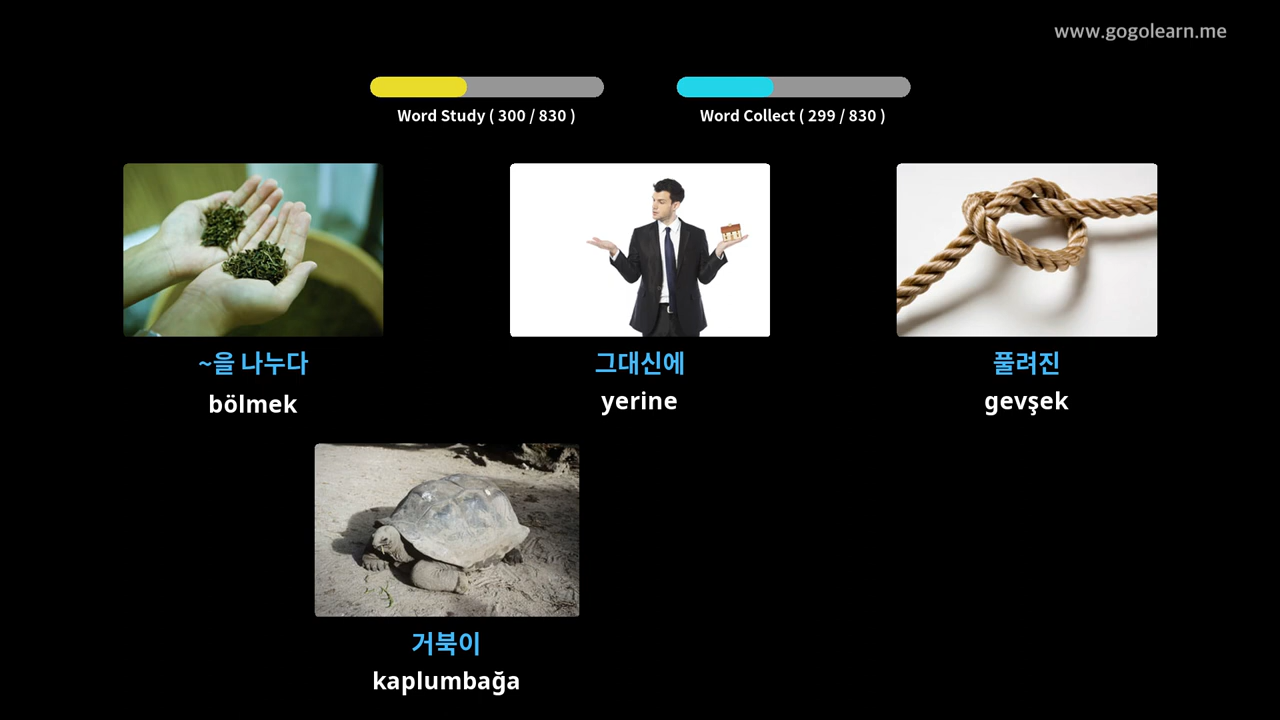 www.gogolearn.me
Word Study ( 300 / 830 )
Word Collect ( 299 / 830 )
~을 나누다
bölmek
그대신에
yerine
풀려진
gevşek
거북이
kaplumbağa